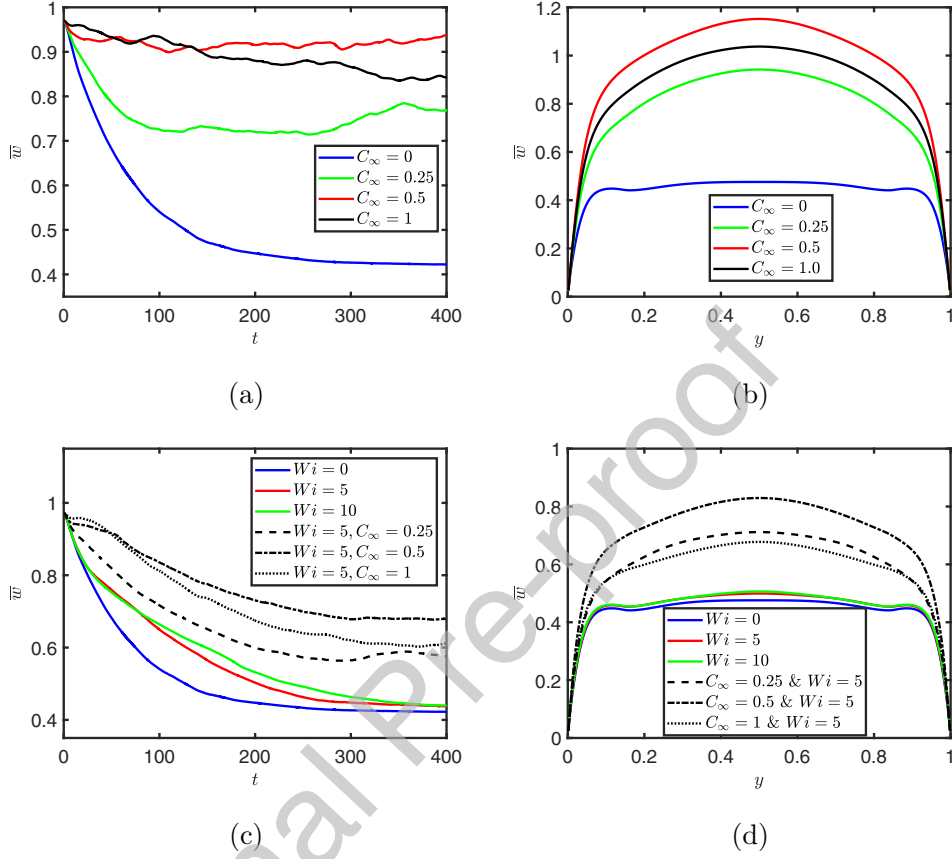 1
0.9
0.8
0.7
0.6
0.5
0.4
w̅
0 100 200 300 400
t
C∞ = 0
C∞ = 0.25
C∞ = 0.5
C∞ = 1
(a)
1.2
1
0.8
0.6
0.4
0.2
0
w̅
0 0.2 0.4 0.6 0.8 1
y
C∞ = 0
C∞ = 0.25
C∞ = 0.5
C∞ = 1.0
(b)
1
0.8
0.6
0.4
w̅
0 100 200 300 400
t
Wi = 0
Wi = 5
Wi = 10
Wi = 5, C∞ = 0.25
Wi = 5, C∞ = 0.5
Wi = 5, C∞ = 1
(c)
1
0.8
0.6
0.4
0.2
0
w̅
0 0.2 0.4 0.6 0.8 1
y
Wi = 0
Wi = 5
Wi = 10
C∞ = 0.25 & Wi = 5
C∞ = 0.5 & Wi = 5
C∞ = 1 & Wi = 5
(d)
nal Pre-proof